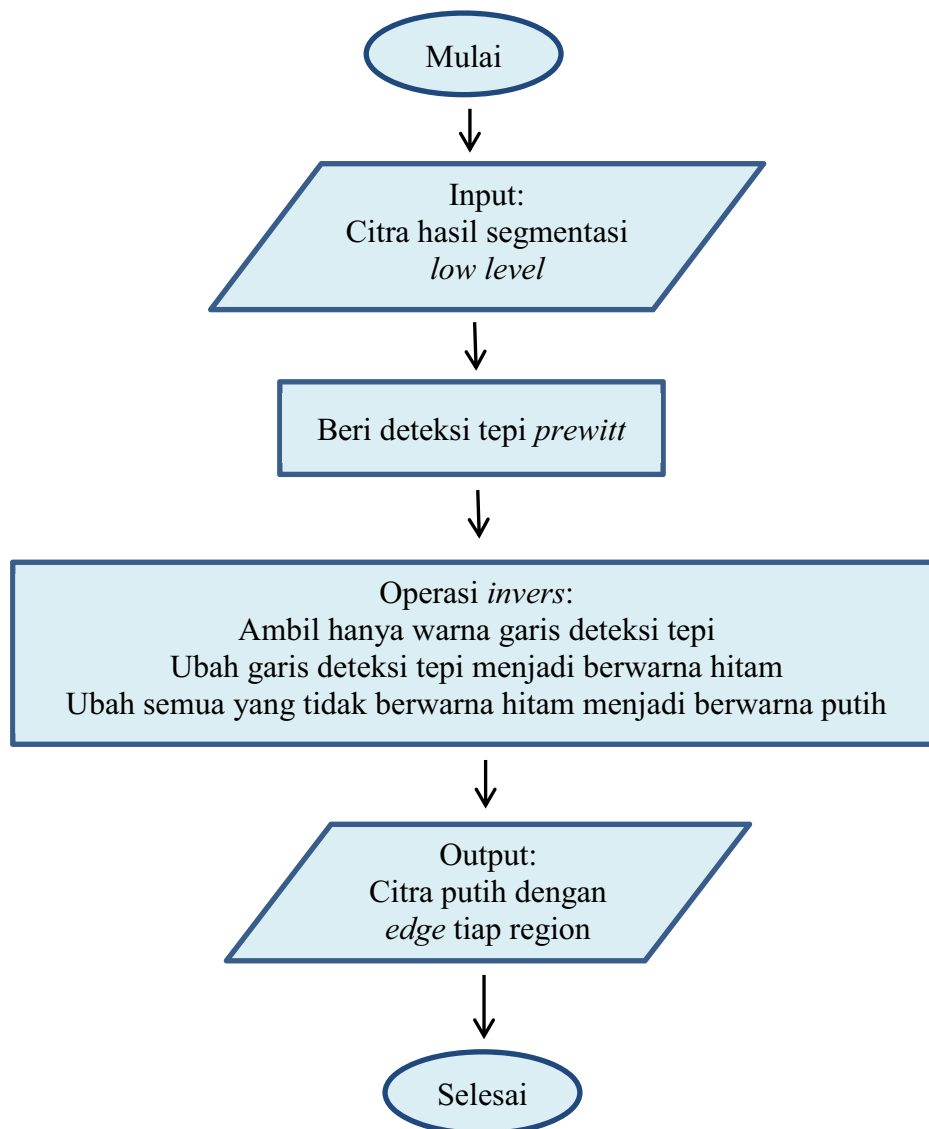 Mulai
Input:
Citra hasil segmentasi
low level
Beri deteksi tepi prewitt
Operasi invers:
Ambil hanya warna garis deteksi tepi
Ubah garis deteksi tepi menjadi berwarna hitam
Ubah semua yang tidak berwarna hitam menjadi berwarna putih
Output:
Citra putih dengan
edge tiap region
Selesai